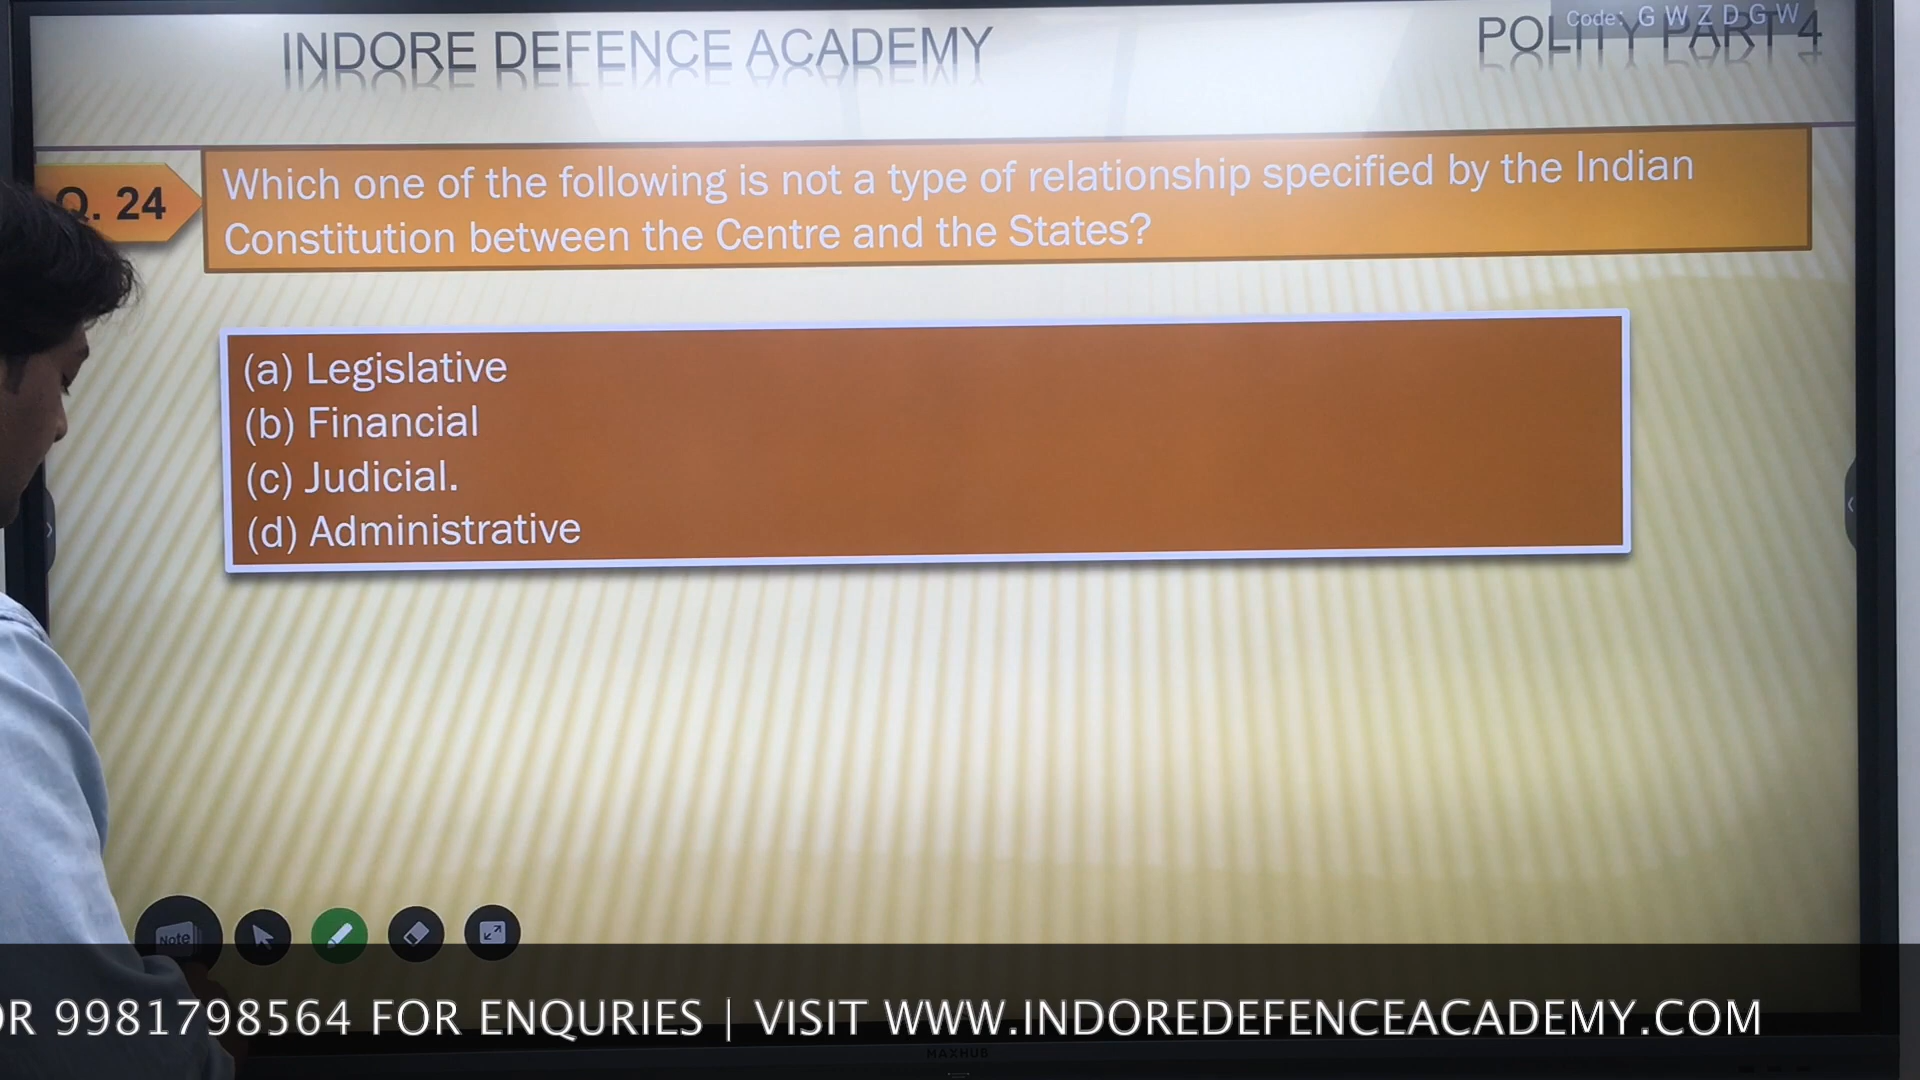 INDORE DEFENCE ACADEMY
POLITY PART 4
Code: G W Z D G W
Q. 24
Which one of the following is not a type of relationship specified by the Indian
Constitution between the Centre and the States?
(a) Legislative
(b) Financial
(c) Judicial.
(d) Administrative
Note
R 9981798564 FOR ENQURIES | VISIT WWW.INDOREDEFENCEACADEMY.COM
MAXHUB